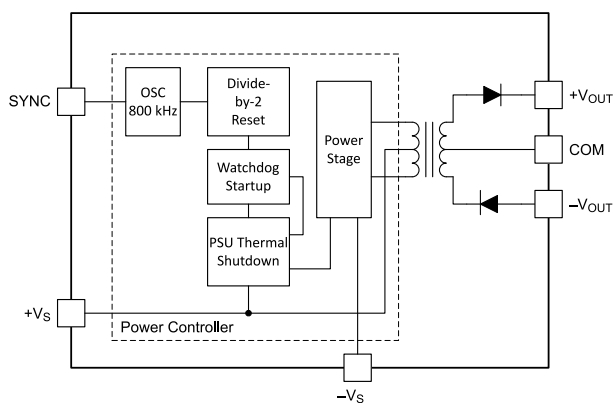 SYNC
OSC
800 kHz
Divide-
by-2
Reset
Watchdog
Startup
PSU Thermal
Shutdown
Power
Stage
+VOUT
COM
–VOUT
+VS
Power Controller
–VS